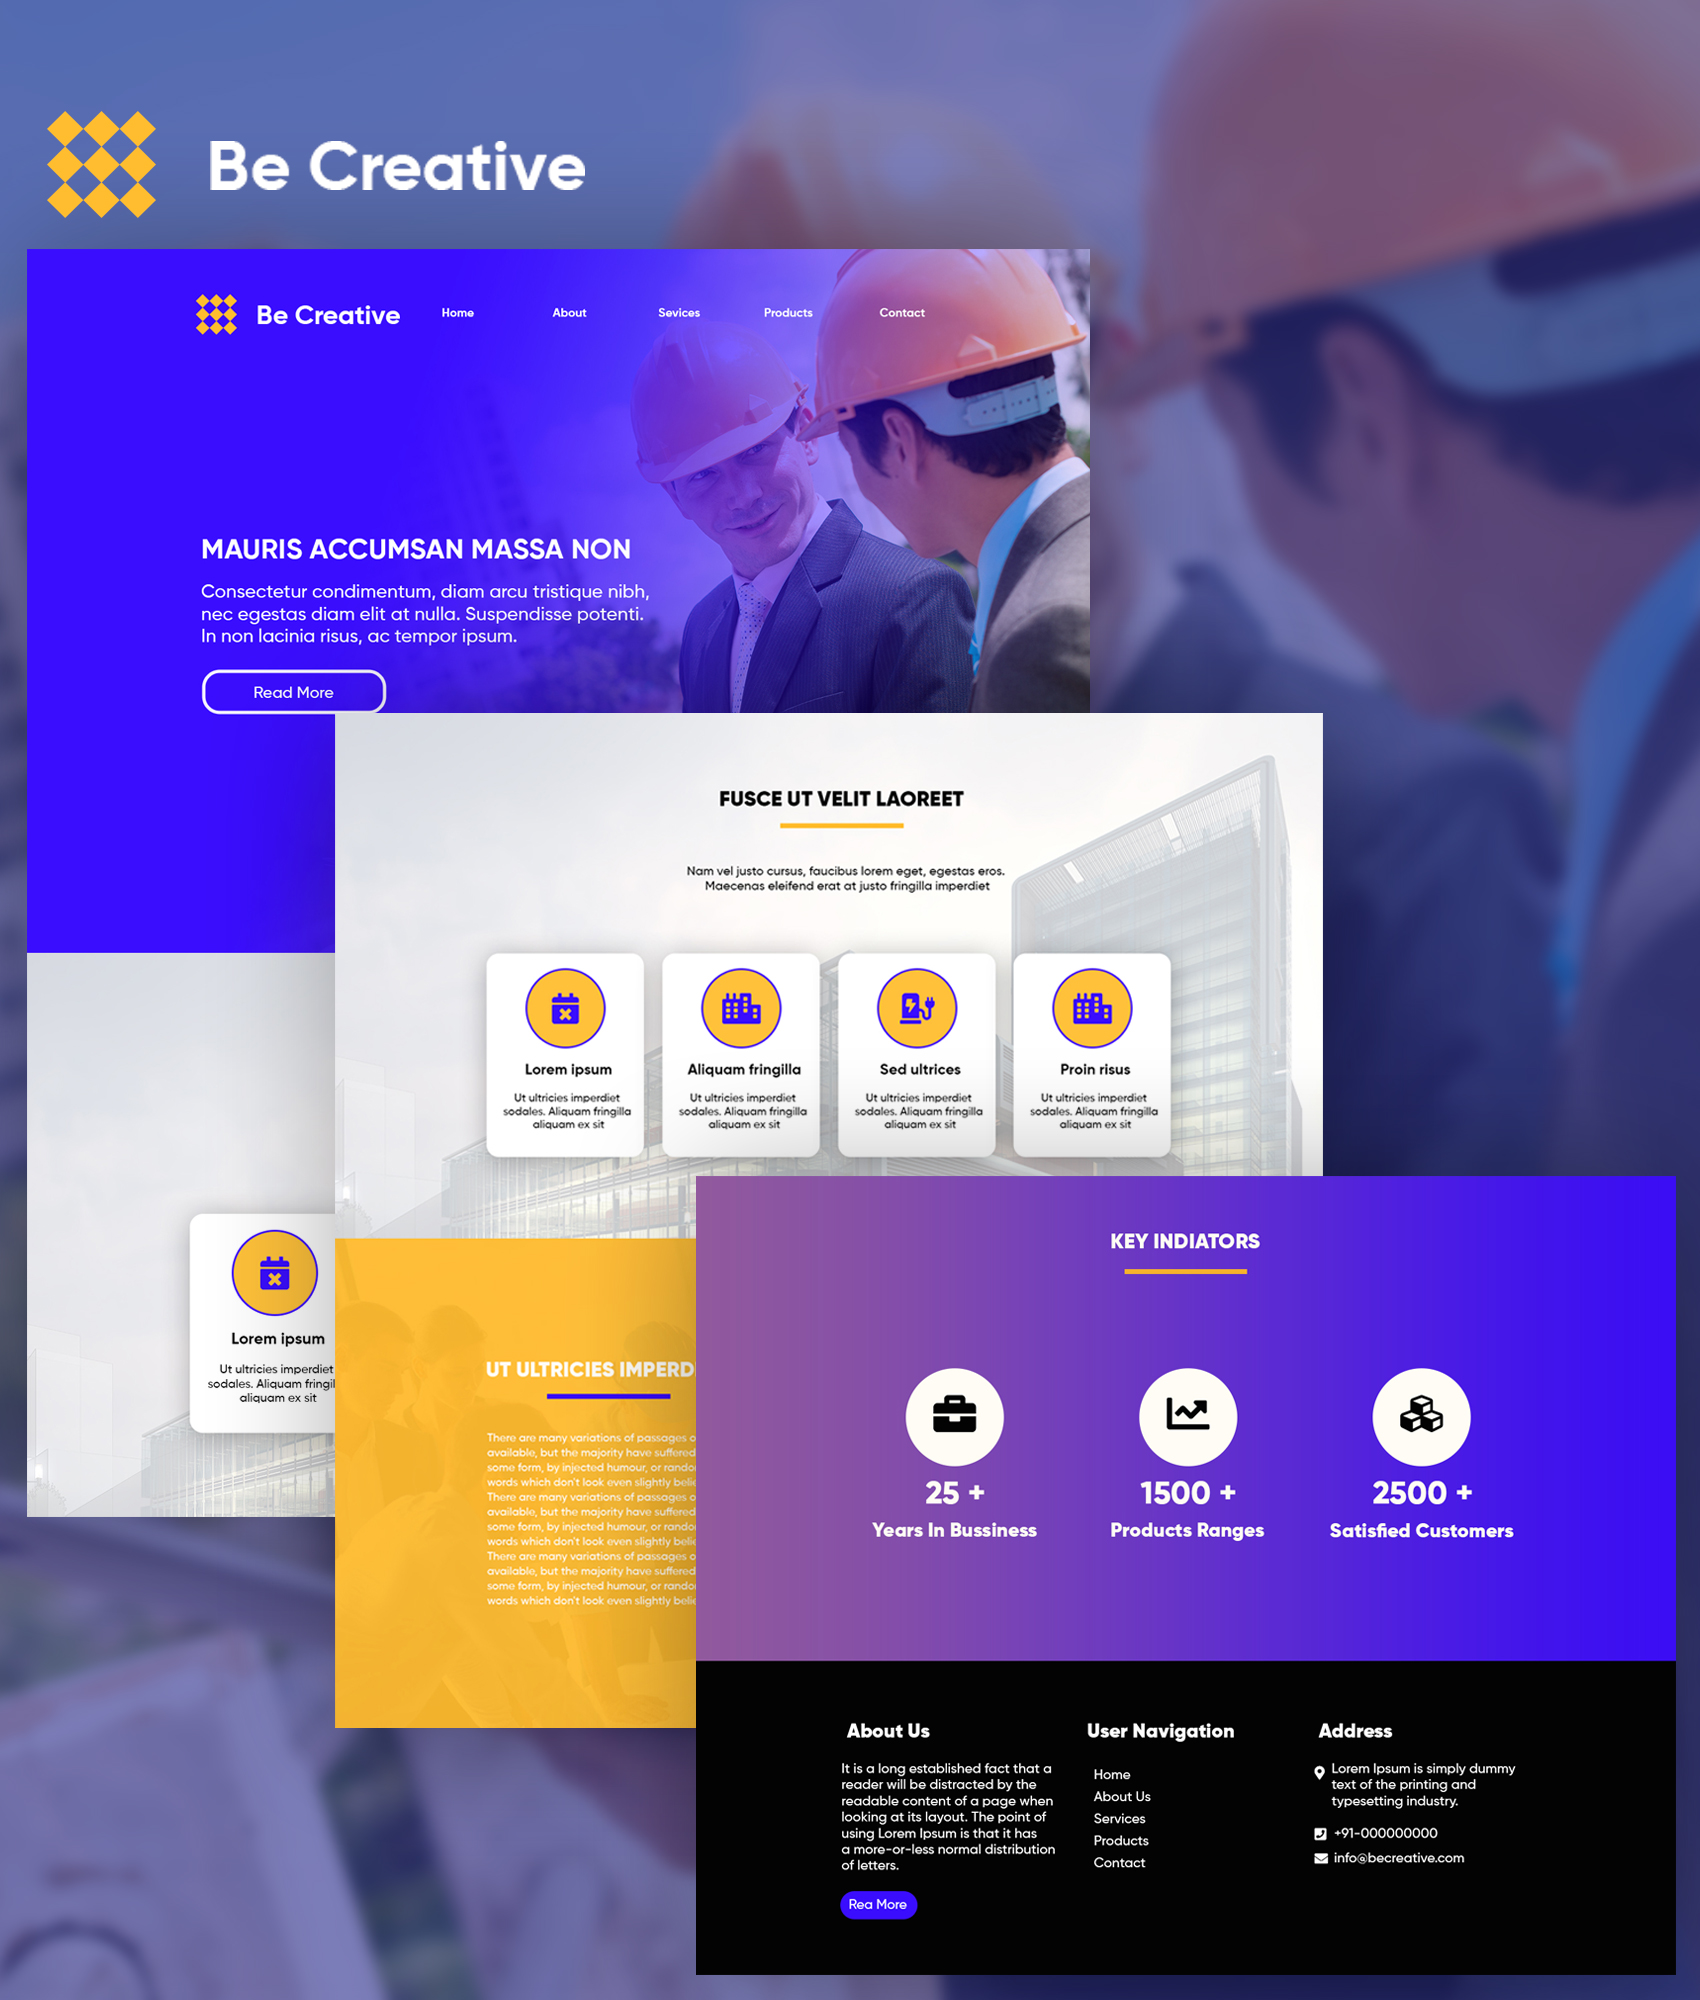 Be Creative
Be Creative
Home
About
Sevices
Products
Contact
MAURIS ACCUMSAN MASSA NON
Consectetur condimentum, diam arcu tristique nibh,
nec egestas diam elit at nulla. Suspendisse potenti.
In non lacinia risus, ac tempor ipsum.
Read More
FUSCE UT VELIT LAOREET
Nam vel justo cursus, faucibus lorem eget, egestas eros.
Maecenas eleifend erat at justo fringilla imperdiet
Lorem ipsum
Ut ultricies imperdiet
sodales. Aliquam fringilla
aliquam ex sit
Aliquam fringilla
Ut ultricies imperdiet
sodales. Aliquam fringilla
aliquam ex sit
Sed ultrices
Ut ultricies imperdiet
sodales. Aliquam fringilla
aliquam ex sit
Proin risus
Ut ultricies imperdiet
sodales. Aliquam fringilla
aliquam ex sit
Lorem ipsum
Ut ultricies imperdiet
sodales. Aliquam fringil
aliquam ex sit
UT ULTRICIES IMPERD
There are many variations of passages o
available, but the majority have suffered
some form, by injected humour, or rando
words which don't look even slightly belie
There are many variations of passages o
available, but the majority have suffered
some form, by injected humour, or rando
words which don't look even slightly belie
There are many variations of passages o
available, but the majority have suffered
some form, by injected humour, or rando
words which don't look even slightly belie
KEY INDIATORS
25 +
Years In Bussiness
1500 +
Products Ranges
2500 +
Satisfied Customers
About Us
It is a long established fact that a
reader will be distracted by the
readable content of a page when
looking at its layout. The point of
using Lorem Ipsum is that it has
a more-or-less normal distribution
of letters.
Rea More
User Navigation
Home
About Us
Services
Products
Contact
Address
Lorem Ipsum is simply dummy
text of the printing and
typesetting industry.
+91-000000000
info@becreative.com